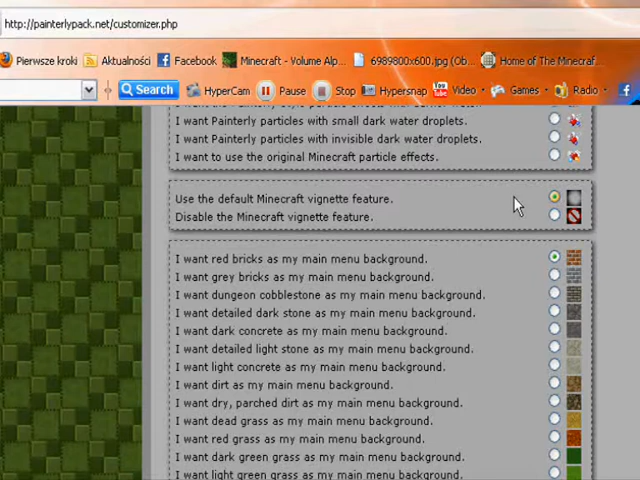 http://painterlypack.net/customizer.php
Pierwsze kroki Aktualności Facebook Minecraft - Volume Alp... 6989800x600.jpg (Ob... Home of The Minecraf...
Search HyperCam Pause Stop Hypersnap Video Games Radio
I want Painterly particles with small dark water droplets.
I want Painterly particles with invisible dark water droplets.
I want to use the original Minecraft particle effects.
Use the default Minecraft vignette feature.
Disable the Minecraft vignette feature.
I want red bricks as my main menu background.
I want grey bricks as my main menu background.
I want dungeon cobblestone as my main menu background.
I want detailed dark stone as my main menu background.
I want dark concrete as my main menu background.
I want detailed light stone as my main menu background.
I want light concrete as my main menu background.
I want dirt as my main menu background.
I want dry, parched dirt as my main menu background.
I want dead grass as my main menu background.
I want red grass as my main menu background.
I want dark green grass as my main menu background.
I want light green grass as my main menu background.